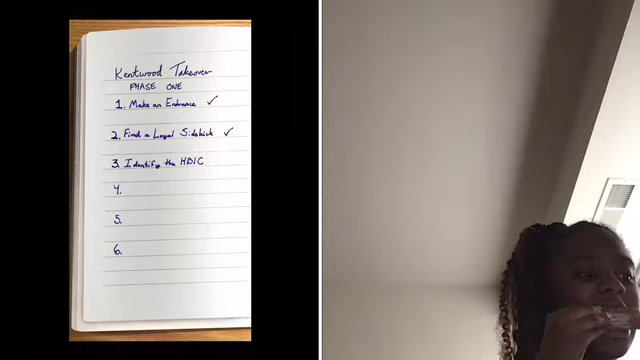 Kentwood Takeover
PHASE ONE
1. Make an Entrance ✓
2. Find a Loyal Sidekick ✓
3. Identify the HBIC
4.
5.
6.